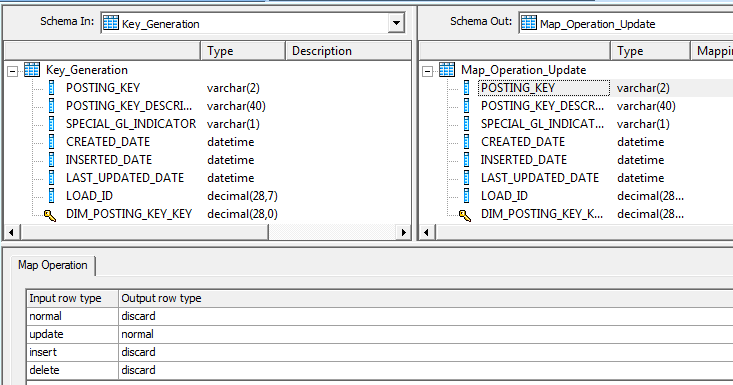 Schema In: Key_Generation
Schema Out: Map_Operation_Update
Type Description
Type Mappin
Key_Generation
Map_Operation_Update
POSTING_KEY varchar(2)
POSTING_KEY varchar(2)
POSTING_KEY_DESCRI... varchar(40)
POSTING_KEY_DESCR... varchar(40)
SPECIAL_GL_INDICATOR varchar(1)
SPECIAL_GL_INDICAT... varchar(1)
CREATED_DATE datetime
CREATED_DATE datetime
INSERTED_DATE datetime
INSERTED_DATE datetime
LAST_UPDATED_DATE datetime
LAST_UPDATED_DATE datetime
LOAD_ID decimal(28,7)
LOAD_ID decimal(28...
DIM_POSTING_KEY_KEY decimal(28,0)
DIM_POSTING_KEY_K... decimal(28...
Map Operation
Input row type Output row type
normal discard
update normal
insert discard
delete discard